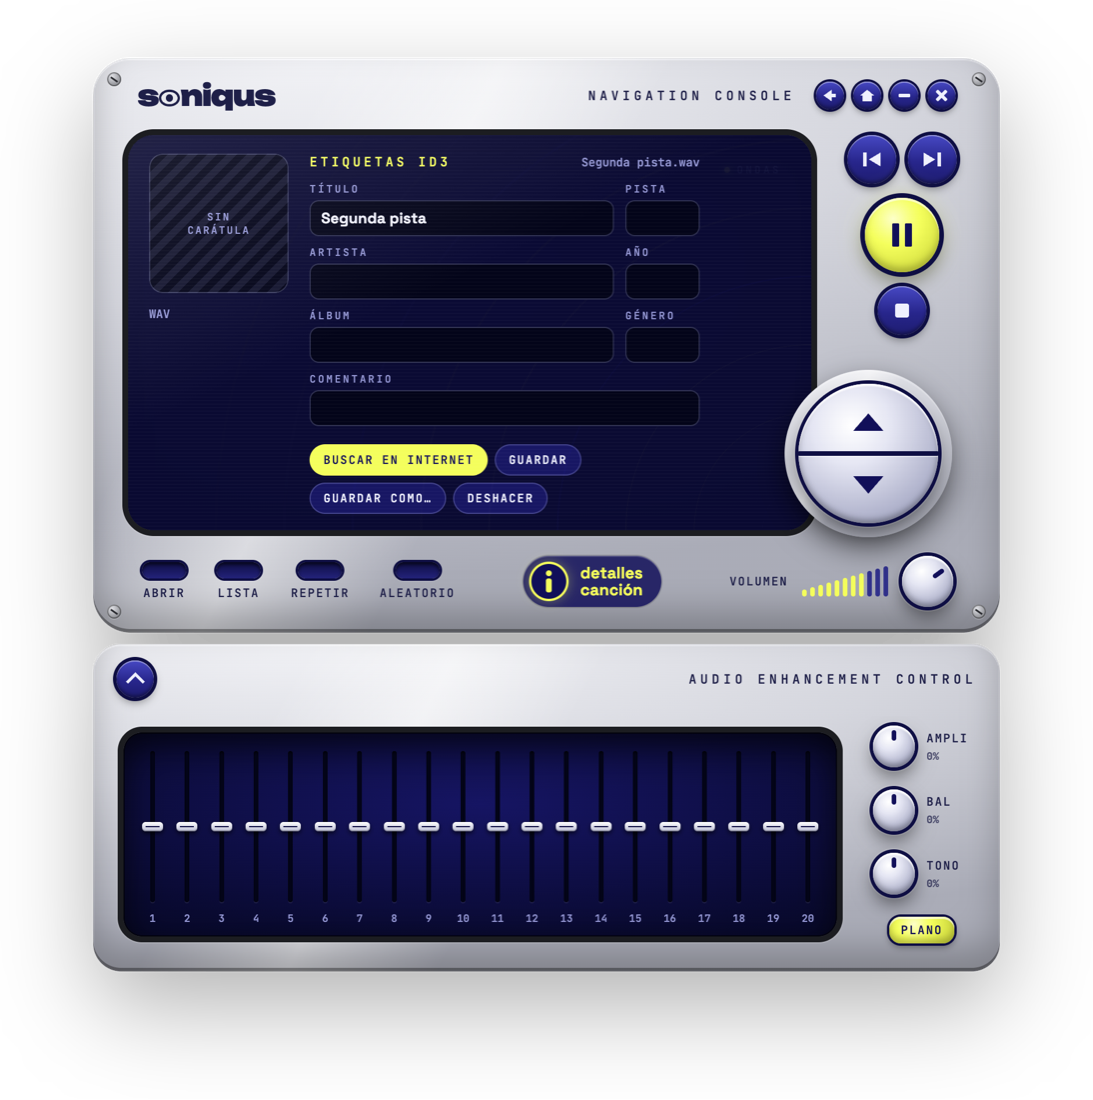 soniqus
NAVIGATION CONSOLE
SIN
CARÁTULA
WAV
ETIQUETAS ID3
Segunda pista.wav
TÍTULO
PISTA
Segunda pista
ARTISTA
AÑO
ÁLBUM
GÉNERO
COMENTARIO
BUSCAR EN INTERNET
GUARDAR
GUARDAR COMO…
DESHACER
ABRIR
LISTA
REPETIR
ALEATORIO
detalles
canción
VOLUMEN
AUDIO ENHANCEMENT CONTROL
1 2 3 4 5 6 7 8 9 10 11 12 13 14 15 16 17 18 19 20
AMPLI
0%
BAL
0%
TONO
0%
PLANO